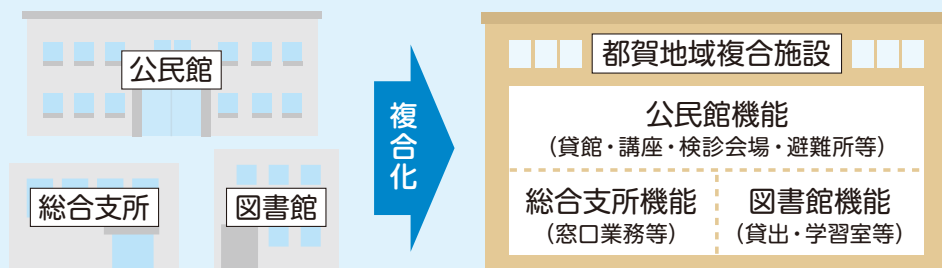 公民館
総合支所
図書館
複合化
都賀地域複合施設
公民館機能
（貸館・講座・検診会場・避難所等）
総合支所機能
（窓口業務等）
図書館機能
（貸出・学習室等）